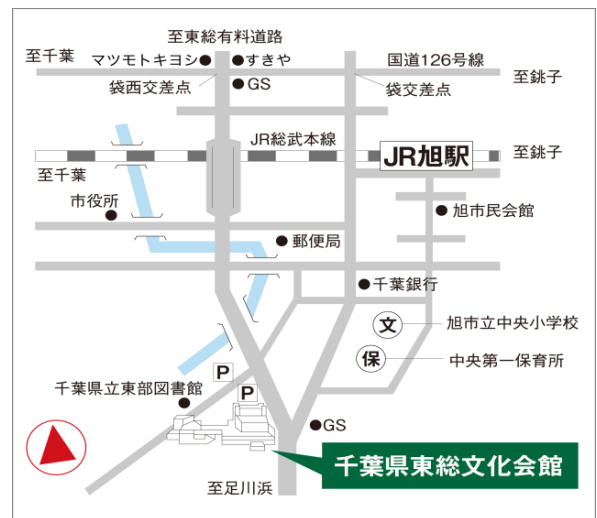 至東総有料道路
至千葉
マツモトキヨシ
すきや
国道126号線
袋西交差点
GS
袋交差点
至銚子
JR総武本線
JR旭駅
至銚子
至千葉
市役所
旭市民会館
郵便局
千葉銀行
文
旭市立中央小学校
保
中央第一保育所
P
千葉県立東部図書館
P
GS
千葉県東総文化会館
至足川浜